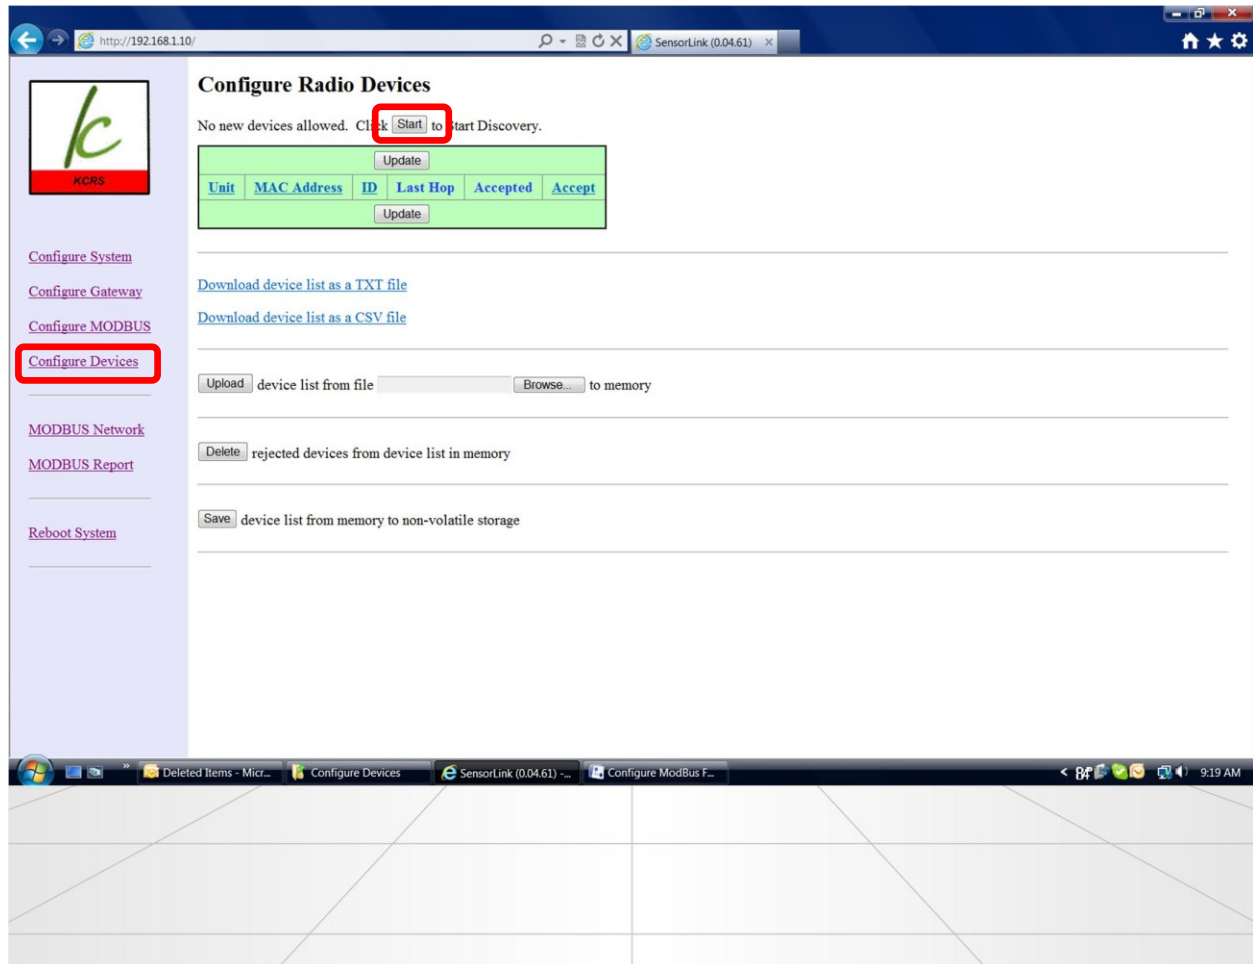 http://192.168.1.10/
SensorLink (0.04.61)
KCRS
Configure System
Configure Gateway
Configure MODBUS
Configure Devices
MODBUS Network
MODBUS Report
Reboot System
Configure Radio Devices
No new devices allowed. Click Start to Start Discovery.
Update
Unit MAC Address ID Last Hop Accepted Accept
Update
Download device list as a TXT file
Download device list as a CSV file
Upload device list from file Browse... to memory
Delete rejected devices from device list in memory
Save device list from memory to non-volatile storage
Deleted Items - Micr... Configure Devices SensorLink (0.04.61) -... Configure ModBus F... 9:19 AM